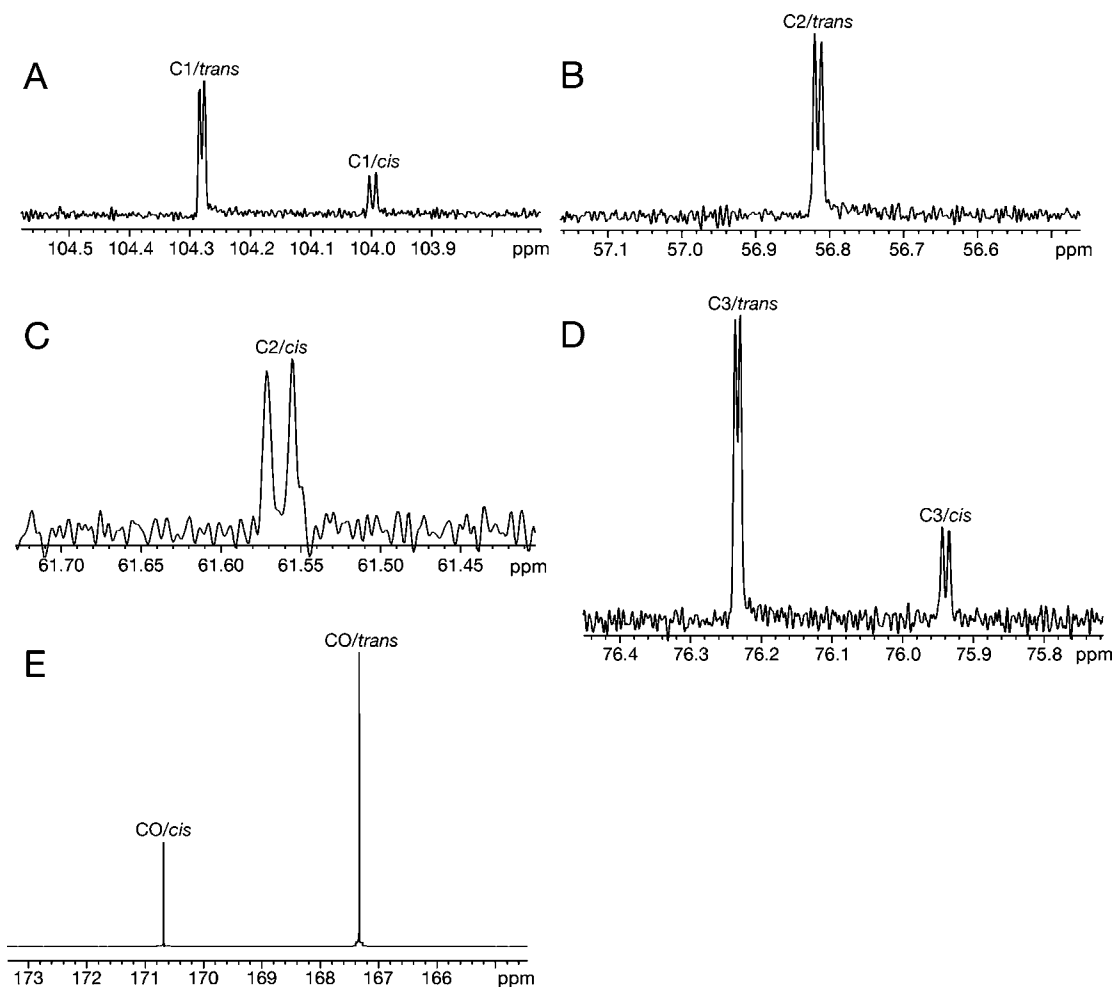 A
C1/trans
C1/cis
104.5 104.4 104.3 104.2 104.1 104.0 103.9 ppm
B
C2/trans
57.1 57.0 56.9 56.8 56.7 56.6 ppm
C
C2/cis
61.70 61.65 61.60 61.55 61.50 61.45 ppm
D
C3/trans
C3/cis
76.4 76.3 76.2 76.1 76.0 75.9 75.8 ppm
E
CO/trans
CO/cis
173 171 170 169 168 167 166 ppm